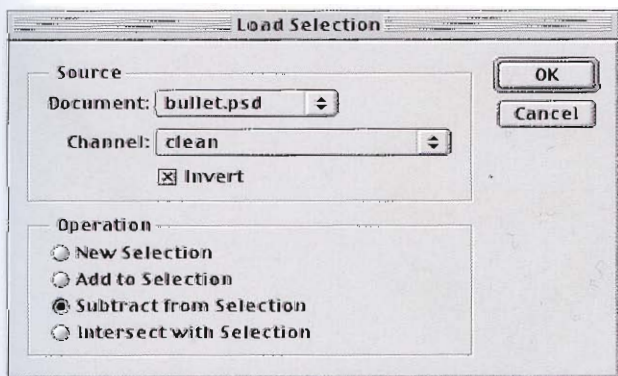 Load Selection
Source
Document: bullet.psd
Channel: clean
Invert
OK
Cancel
Operation
New Selection
Add to Selection
Subtract from Selection
Intersect with Selection